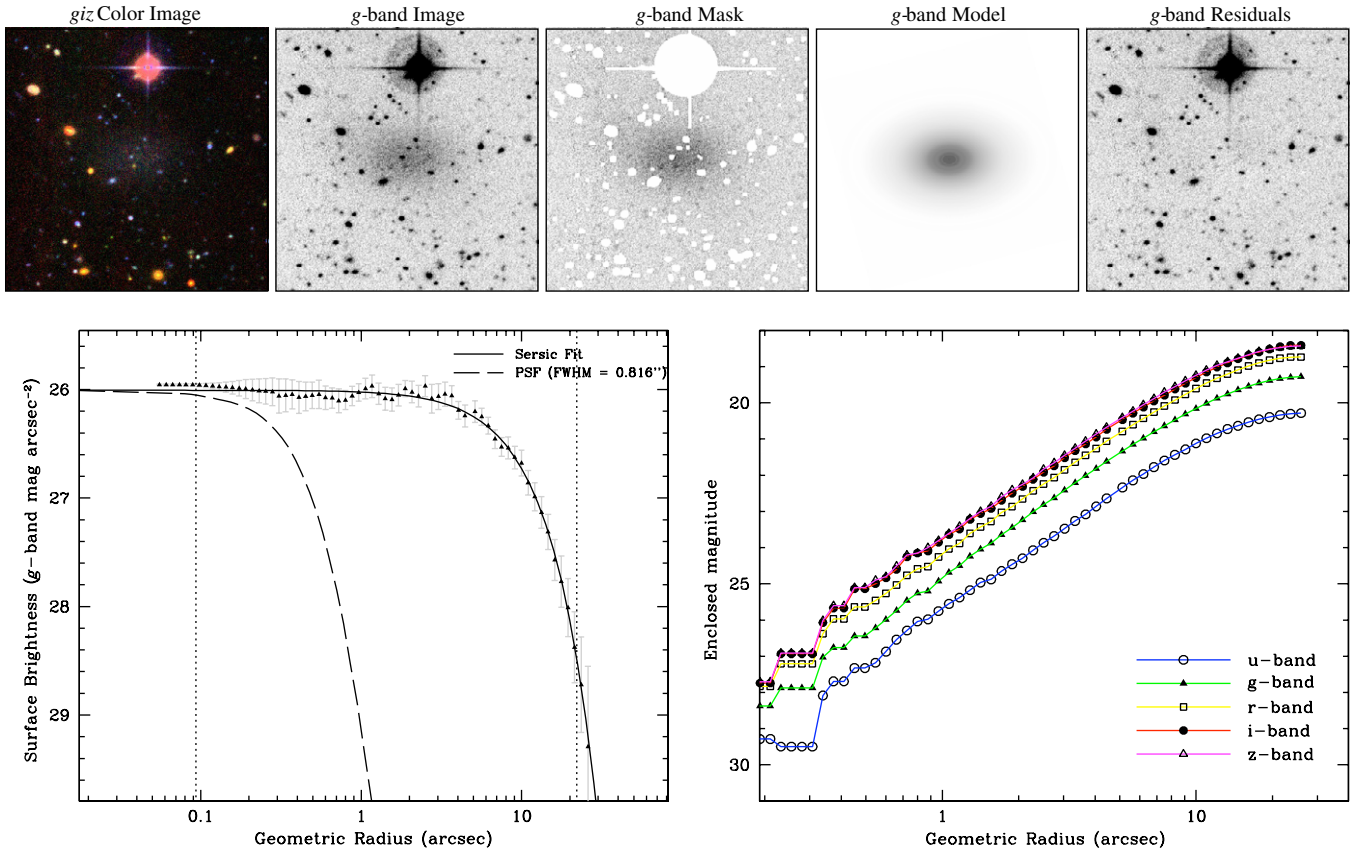 giz Color Image
g-band Image
g-band Mask
g-band Model
g-band Residuals
26
27
28
29
Surface Brightness (g-band mag arcsec⁻²)
Sersic Fit
PSF (FWHM = 0.816")
0.1
1
10
Geometric Radius (arcsec)
20
25
30
Enclosed magnitude
u-band
g-band
r-band
i-band
z-band
1
10
Geometric Radius (arcsec)